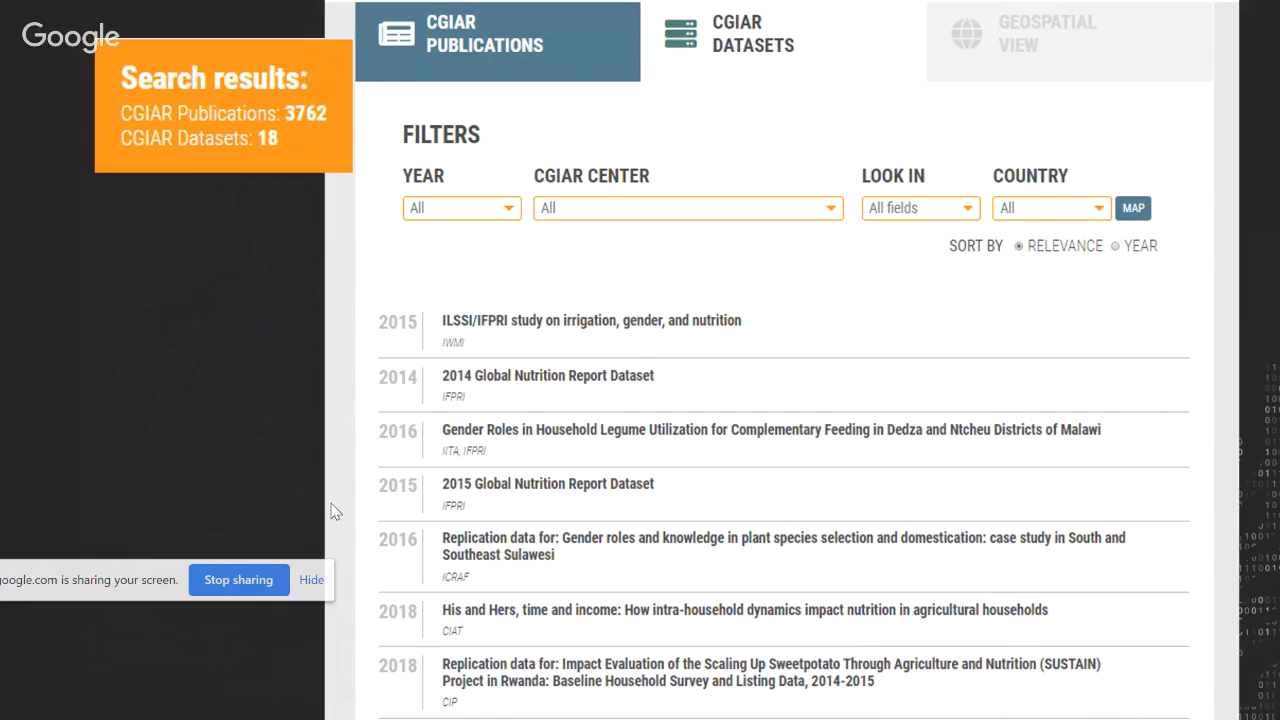 Google
Search results:
CGIAR Publications: 3762
CGIAR Datasets: 18
CGIAR
PUBLICATIONS
CGIAR
DATASETS
GEOSPATIAL
VIEW
FILTERS
YEAR
CGIAR CENTER
LOOK IN
COUNTRY
All
All
All fields
All
MAP
SORT BY RELEVANCE YEAR
2015 ILSSI/IFPRI study on irrigation, gender, and nutrition
IWMI
2014 2014 Global Nutrition Report Dataset
IFPRI
2016 Gender Roles in Household Legume Utilization for Complementary Feeding in Dedza and Ntcheu Districts of Malawi
IITA, IFPRI
2015 2015 Global Nutrition Report Dataset
IFPRI
2016 Replication data for: Gender roles and knowledge in plant species selection and domestication: case study in South and
Southeast Sulawesi
ICRAF
google.com is sharing your screen. Stop sharing Hide
2018 His and Hers, time and income: How intra-household dynamics impact nutrition in agricultural households
CIAT
2018 Replication data for: Impact Evaluation of the Scaling Up Sweetpotato Through Agriculture and Nutrition (SUSTAIN)
Project in Rwanda: Baseline Household Survey and Listing Data, 2014-2015
CIP